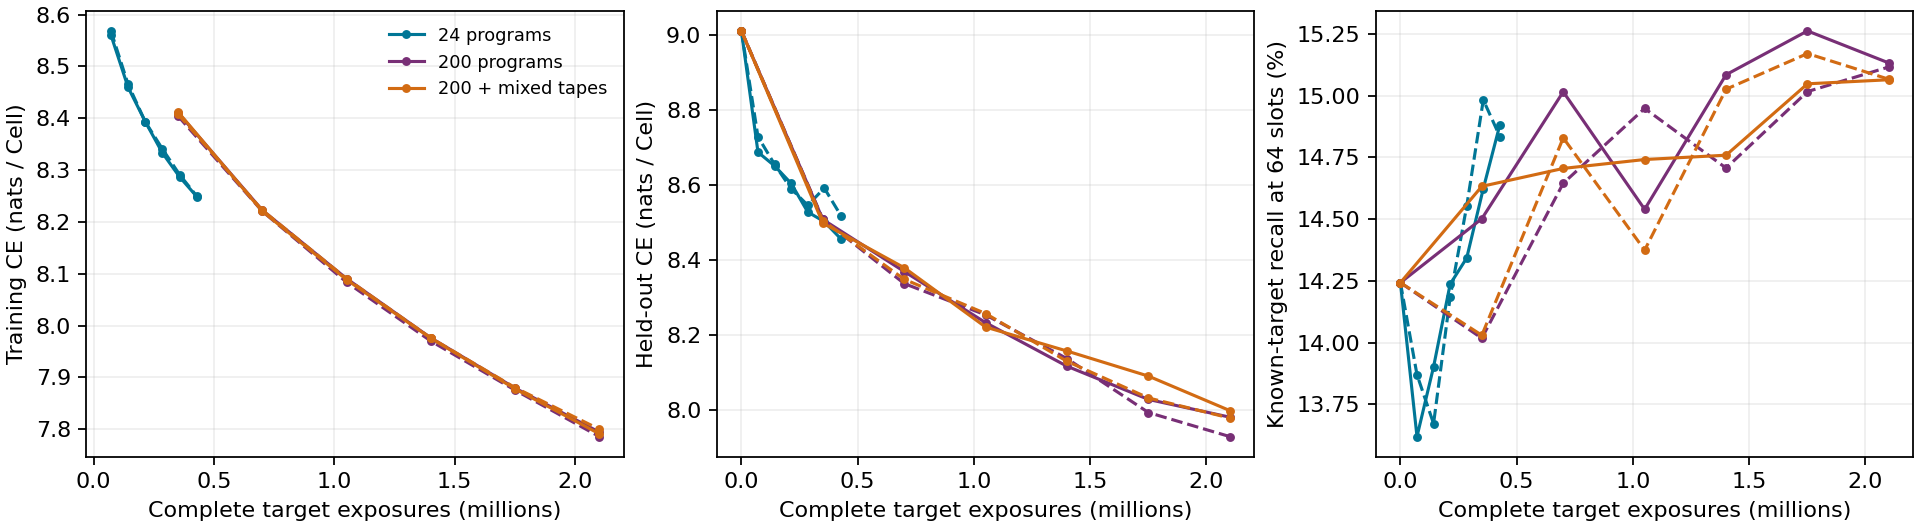 Training CE (nats / Cell)
8.6
8.5
8.4
8.3
8.2
8.1
8.0
7.9
7.8
0.0 0.5 1.0 1.5 2.0
Complete target exposures (millions)
24 programs
200 programs
200 + mixed tapes
Held-out CE (nats / Cell)
9.0
8.8
8.6
8.4
8.2
8.0
0.0 0.5 1.0 1.5 2.0
Complete target exposures (millions)
Known-target recall at 64 slots (%)
15.25
15.00
14.75
14.50
14.25
14.00
13.75
0.0 0.5 1.0 1.5 2.0
Complete target exposures (millions)